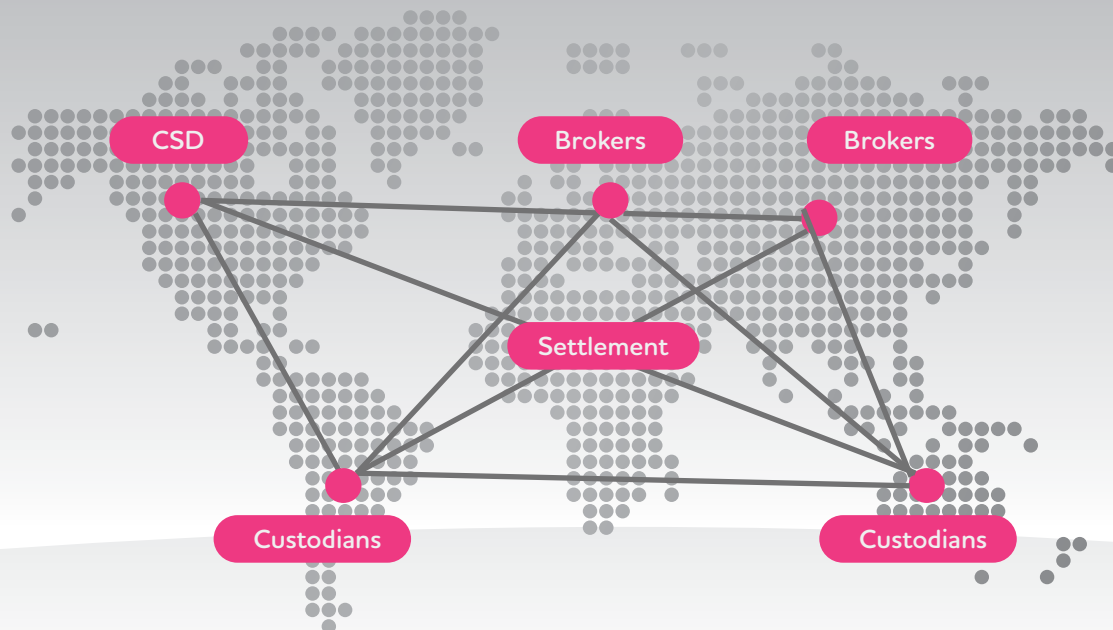 CSD
Brokers
Brokers
Settlement
Custodians
Custodians